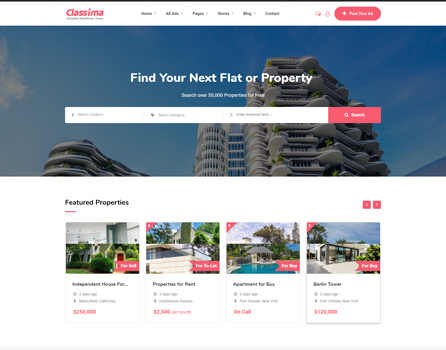 Classima
Classified WordPress Theme
Home
All Ads
Pages
Stores
Blog
Contact
Post Your Ad
Find Your Next Flat or Property
Search over 50,000 Properties for Free
Select Location
Select Category
Enter Keyword here ...
Search
Featured Properties
For Sell
For To-Let
For Buy
For Buy
Independent House For...
Properties for Rent
Apartment for Buy
Berlin Tower
2 days ago
3 days ago
3 days ago
2 days ago
Bakersfield, California
Hutchinson, Kansas
Port Chester, New York
Port Chester, New York
$250,000
$2,500 per month
On Call
$120,000